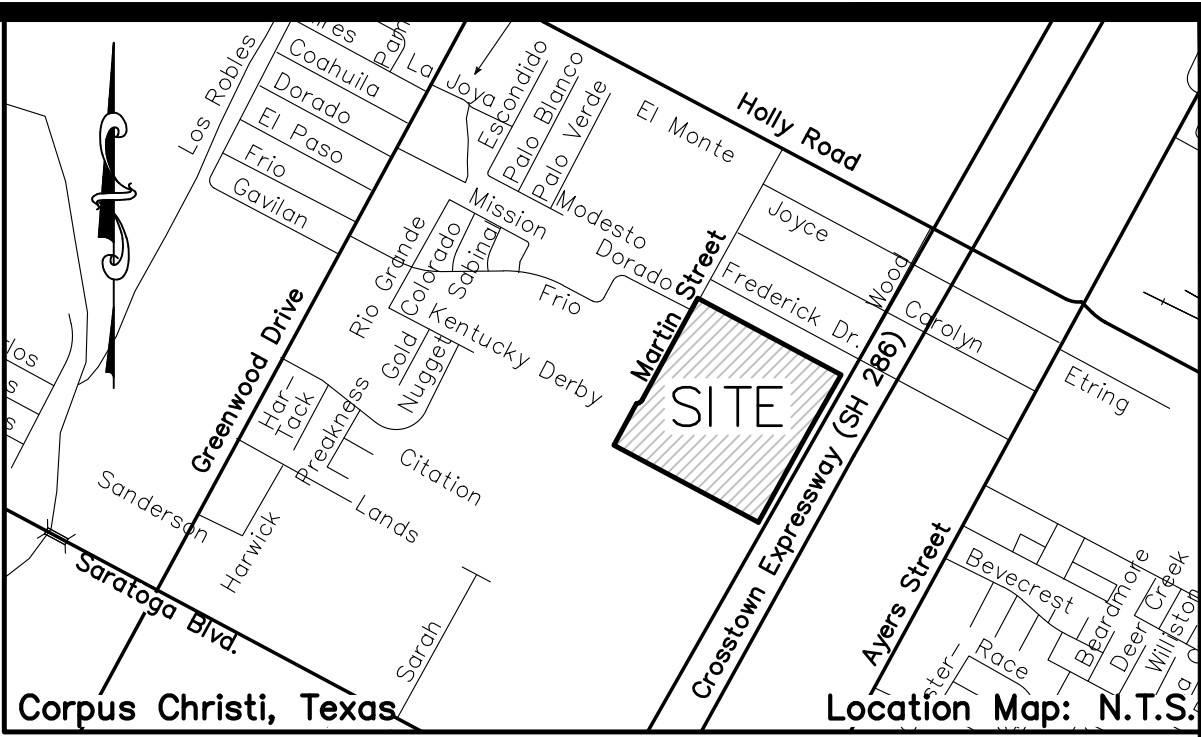 Los Robles
Coahuila
Dorado
El Paso
Frio
Gavilan
La
Joya
Escondido
Palo Blanco
Palo Verde
El Monte
Holly Road
Mission
Modesto
Dorado
Joyce
Wood
Martin Street
Frederick Dr.
Carolyn
Etring
Rio Grande
Colorado
Sabinal
Frio
Gold
Nugget
Kentucky Derby
SITE
Greenwood Drive
Har-
Tack
Preakness
Citation
Lands
Sanderson
Harwick
Saratoga Blvd.
Sarah
Crosstown Expressway (SH 286)
Ayers Street
Bevecrest
Beardmore
Deer Creek
Williston
Race
Corpus Christi, Texas
Location Map: N.T.S.